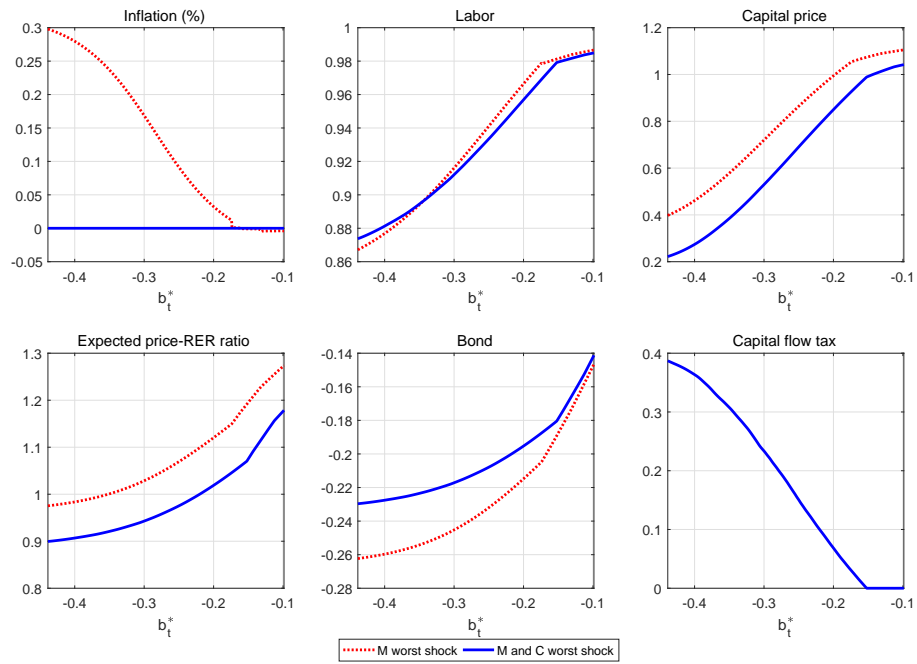 Inflation (%)
0.3
0.25
0.2
0.15
0.1
0.05
0
-0.05
-0.4 -0.3 -0.2 -0.1
b*t
Labor
1
0.98
0.96
0.94
0.92
0.9
0.88
0.86
-0.4 -0.3 -0.2 -0.1
b*t
Capital price
1.2
1
0.8
0.6
0.4
0.2
-0.4 -0.3 -0.2 -0.1
b*t
Expected price-RER ratio
1.3
1.2
1.1
1
0.9
0.8
-0.4 -0.3 -0.2 -0.1
b*t
Bond
-0.14
-0.16
-0.18
-0.2
-0.22
-0.24
-0.26
-0.28
-0.4 -0.3 -0.2 -0.1
b*t
Capital flow tax
0.4
0.3
0.2
0.1
0
-0.4 -0.3 -0.2 -0.1
b*t
M worst shock M and C worst shock